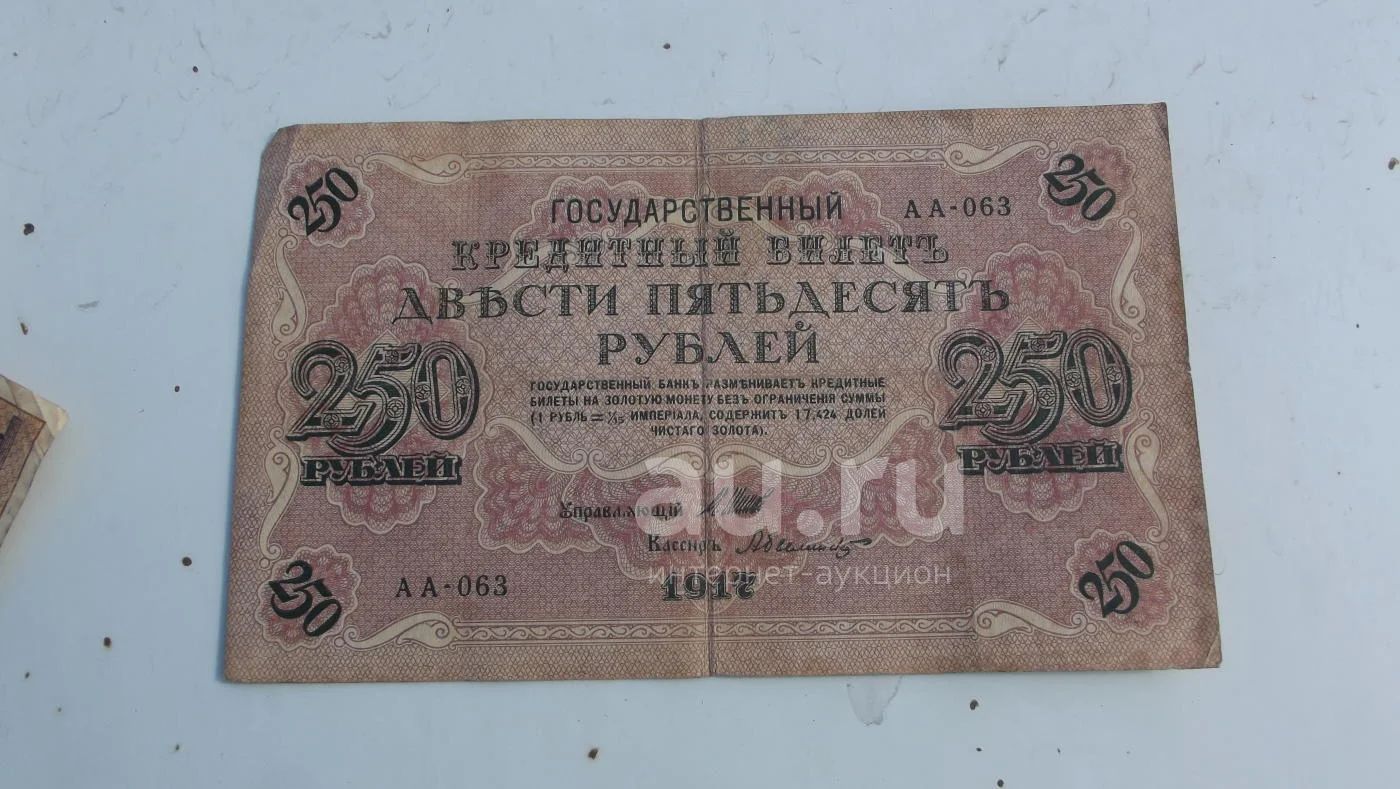 250
250
ГОСУДАРСТВЕННЫЙ АА-063
КРЕДИТНЫЙ БИЛЕТЪ
ДВѢСТИ ПЯТЬДЕСЯТЪ
РУБЛЕЙ
250
РУБЛЕЙ
250
РУБЛЕЙ
ГОСУДАРСТВЕННЫЙ БАНКЪ РАЗМѢНИВАЕТЪ КРЕДИТНЫЕ
БИЛЕТЫ НА ЗОЛОТУЮ МОНЕТУ БЕЗЪ ОГРАНИЧЕНІЯ СУММЫ
(1 РУБЛЬ = 1/15 ИМПЕРІАЛА, СОДЕРЖИТЪ 17,424 ДОЛЕЙ
ЧИСТАГО ЗОЛОТА).
au.ru
Управляющій
Кассиръ
интернет-аукцион
АА-063
1917
250
250